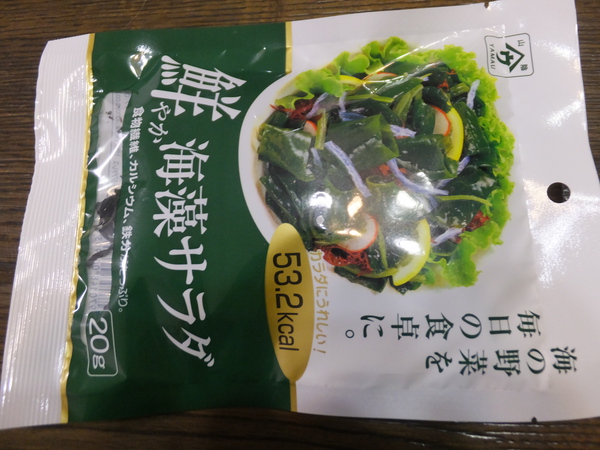 山
YAMAU
海の野菜を
毎日の食卓に。
カラダにうれしい!
53.2kcal
鮮やか
海藻サラダ
食物繊維、カルシウム、鉄分たっぷり。
20g